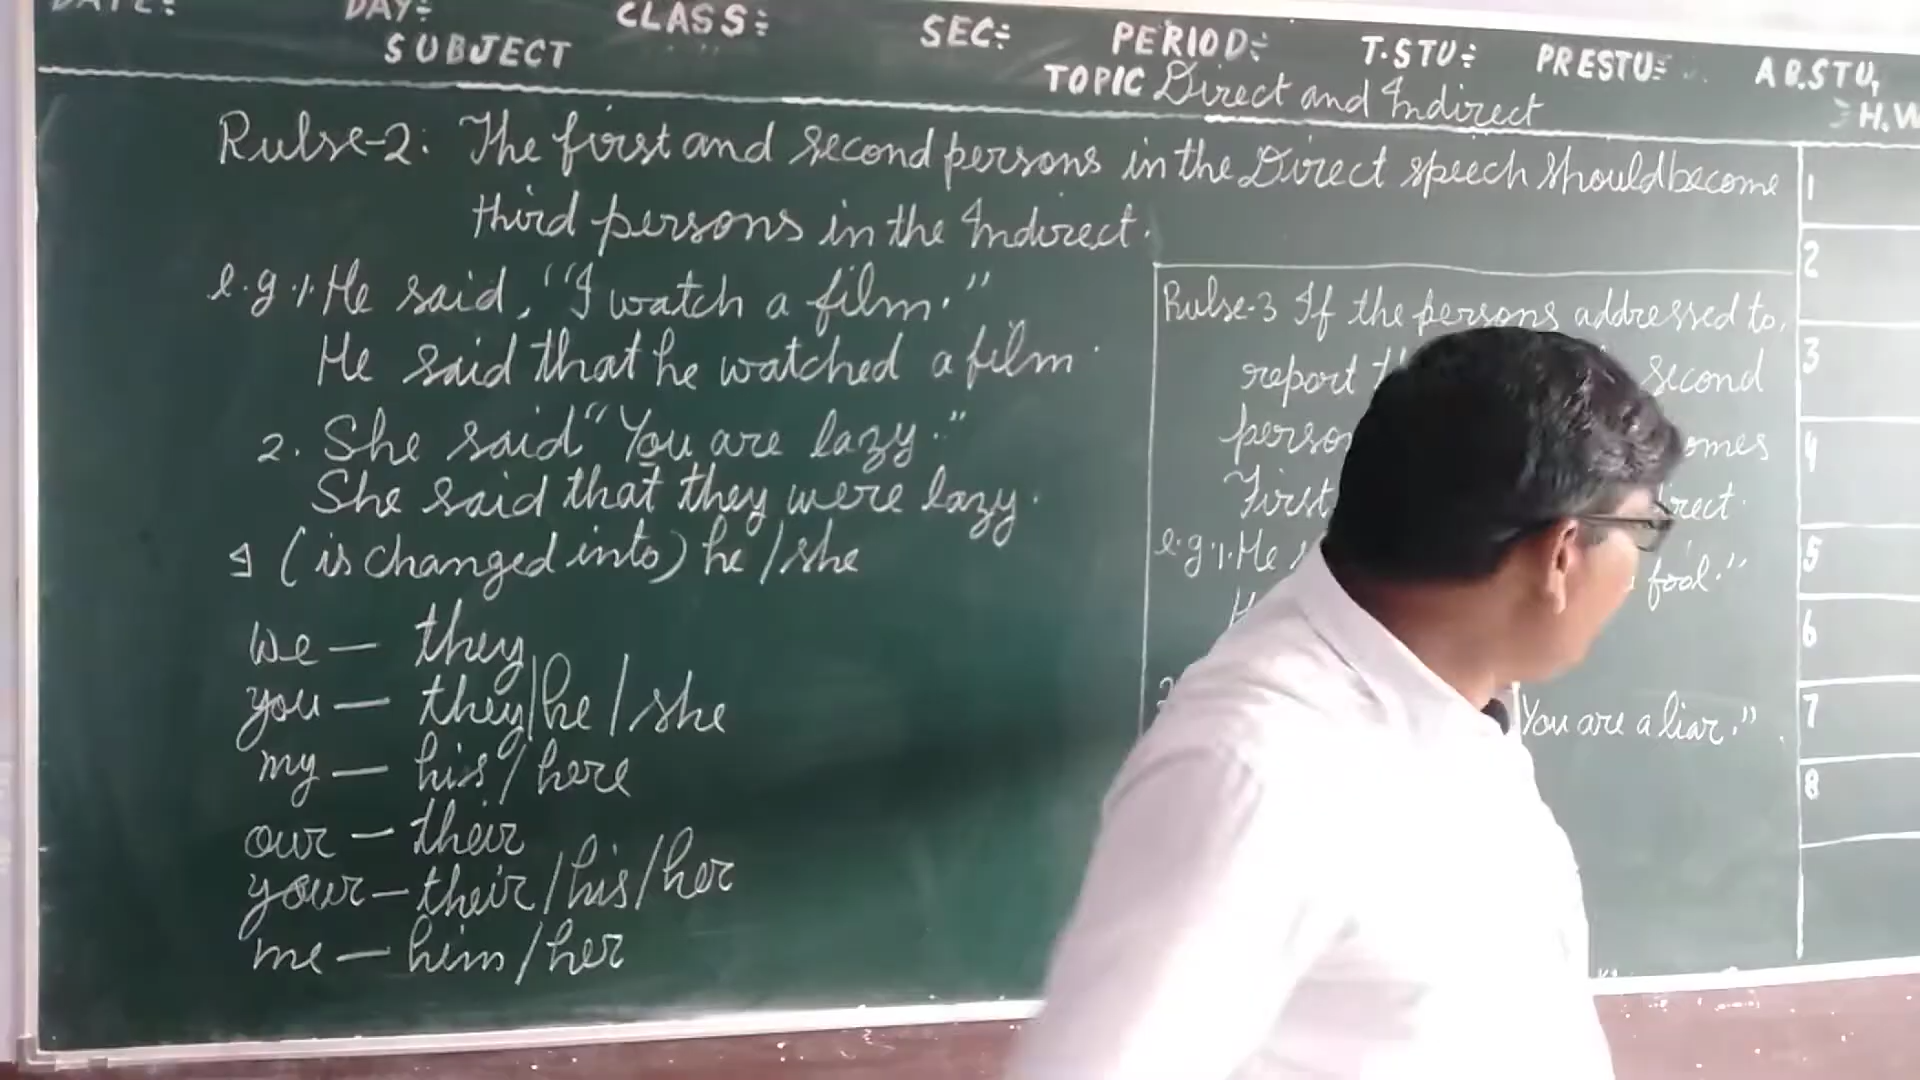 DATE:
DAY:
CLASS:
SEC:
PERIOD:
T.STU:
PRESTU:
AB.STU,
SUBJECT
TOPIC Direct and Indirect
H.W
Rulse-2: The first and second persons in the Direct speech should become
third persons in the Indirect.
e.g 1. He said, "I watch a film."
He said that he watched a film.
2. She said "You are lazy."
She said that they were lazy.
I (is changed into) he/she
we — they
you — they/he/she
my — his/here
our — their
your — their/his/her
me — him/her
Rulse-3 If the persons addressed to,
report second
First
e.g. 1. He fool."
You are a liar."
1
2
3
4
5
6
7
8